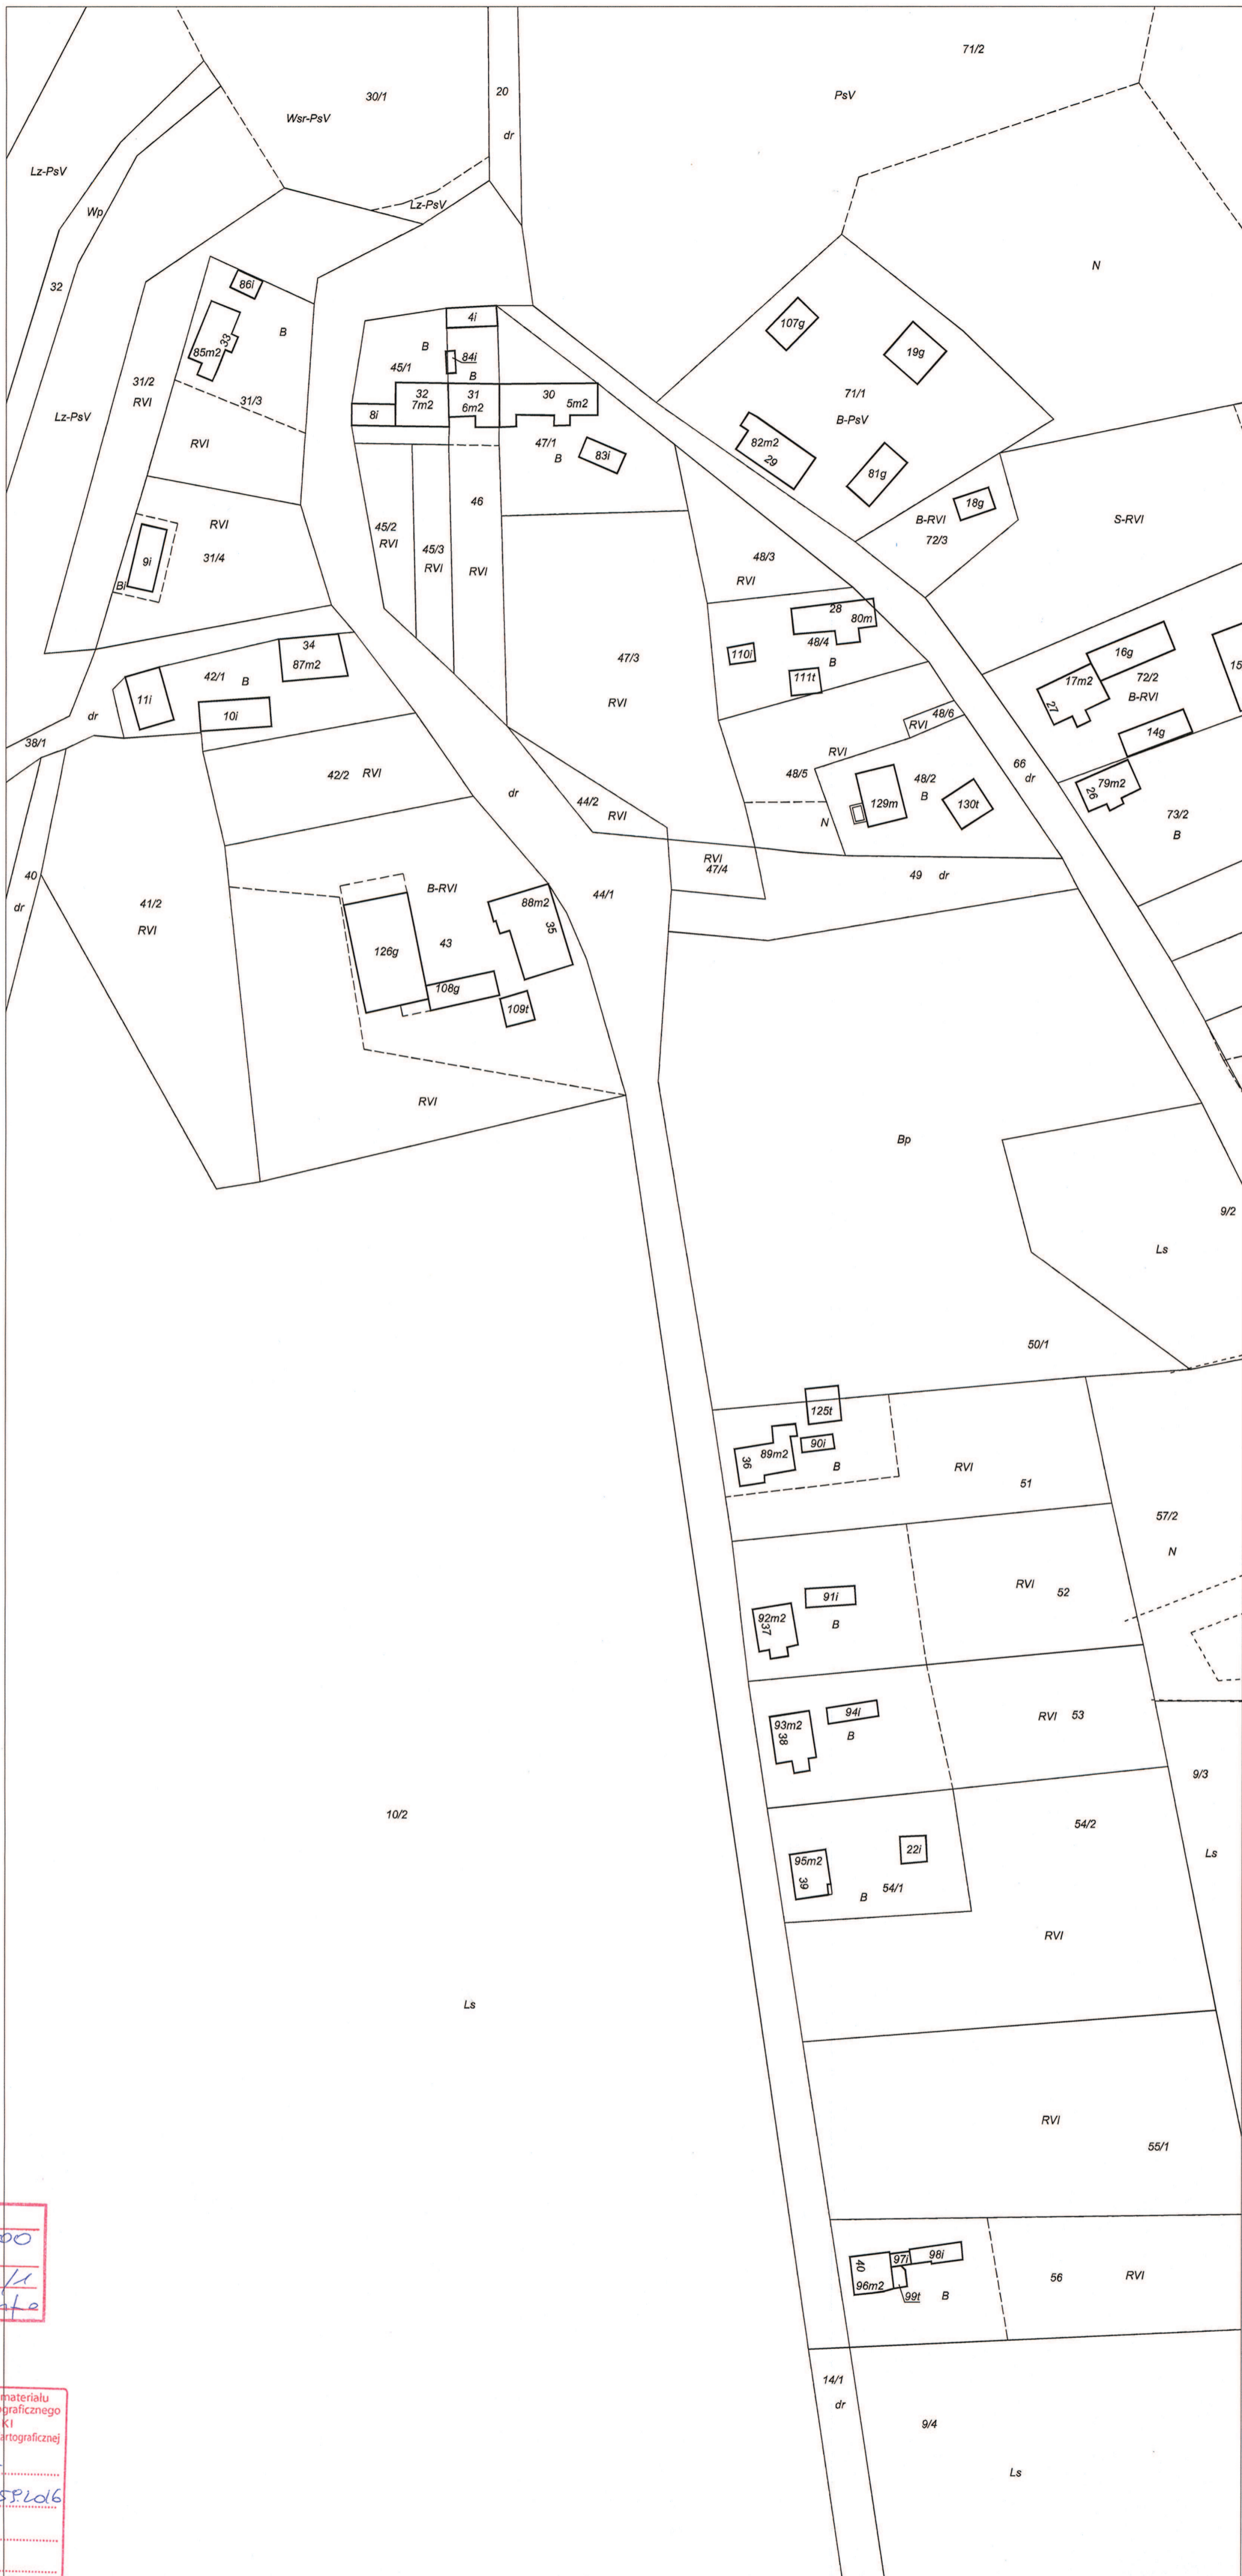 71/2
30/1
20
PsV
Wsr-PsV
dr
Lz-PsV
Lz-PsV
Wp
N
32
86i
4i
107g
33
85m2
B
B
84i
19g
45/1
B
31/2
RVI
31/3
32
7m2
31
6m2
30
5m2
71/1
B-PsV
Lz-PsV
8i
RVI
47/1
B
83i
82m2
29
81g
46
18g
RVI
45/2
RVI
B-RVI
72/3
S-RVI
31/4
45/3
RVI
RVI
48/3
RVI
9i
Bi
28
80m
34
87m2
48/4
110i
B
16g
15
42/1
B
47/3
111t
17m2
72/2
B-RVI
11i
RVI
27
10i
48/6
RVI
dr
14g
38/1
RVI
66
dr
42/2 RVI
48/5
48/2
B
79m2
26
dr
44/2
RVI
129m
130t
73/2
B
N
RVI
47/4
49 dr
40
dr
B-RVI
44/1
41/2
RVI
88m2
35
126g
43
108g
109t
RVI
Bp
9/2
Ls
50/1
125t
90i
89m2
36
B
RVI
51
57/2
N
RVI 52
91i
92m2
37
B
94i
RVI 53
93m2
38
B
9/3
10/2
54/2
22i
Ls
95m2
39
54/1
B
RVI
Ls
RVI
55/1
00
/1
98i
97i
40
96m2
56
RVI
99t
B
14/1
dr
materiału
graficznego
KI
artograficznej
9/4
Ls